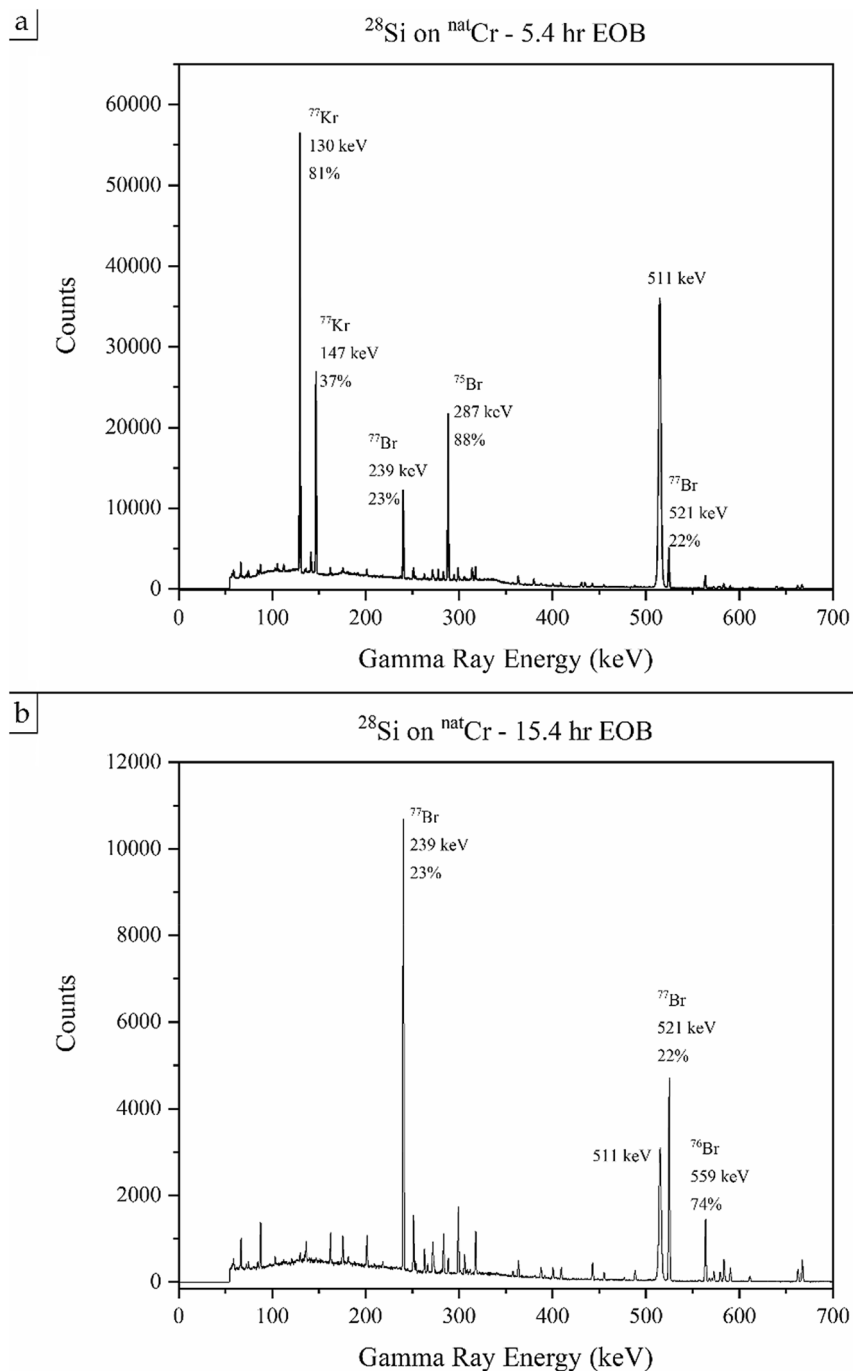 a
²⁸Si on ⁿᵃᵗCr - 5.4 hr EOB
60000
50000
40000
30000
20000
10000
0
Counts
⁷⁷Kr
130 keV
81%
⁷⁷Kr
147 keV
37%
⁷⁷Br
239 keV
23%
⁷⁵Br
287 keV
88%
511 keV
⁷⁷Br
521 keV
22%
0 100 200 300 400 500 600 700
Gamma Ray Energy (keV)
b
²⁸Si on ⁿᵃᵗCr - 15.4 hr EOB
12000
10000
8000
6000
4000
2000
0
Counts
⁷⁷Br
239 keV
23%
⁷⁷Br
521 keV
22%
511 keV
⁷⁶Br
559 keV
74%
0 100 200 300 400 500 600 700
Gamma Ray Energy (keV)